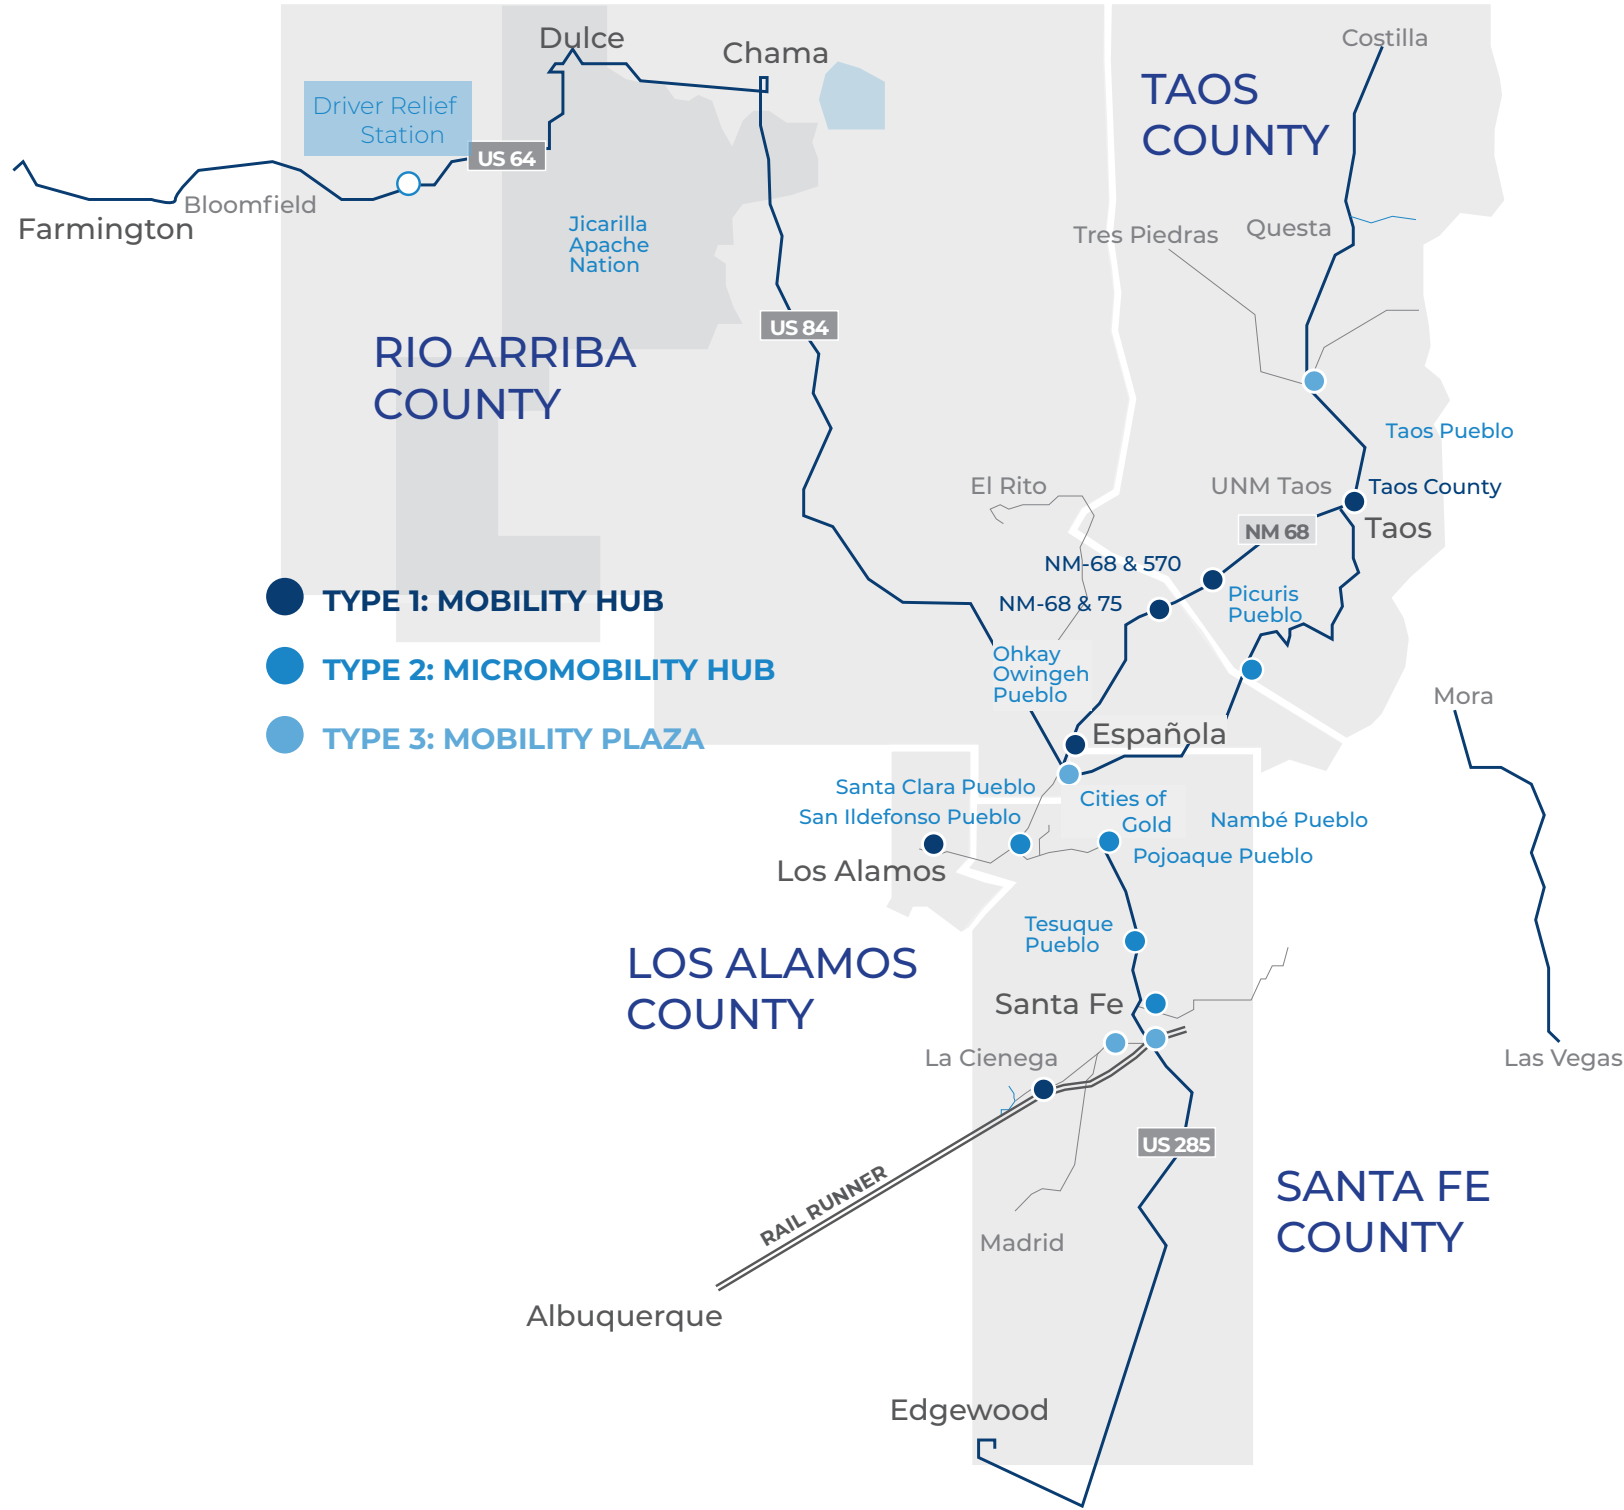 Dulce
Chama
Costilla
TAOS
COUNTY
Driver Relief
Station
US 64
Bloomfield
Farmington
Jicarilla
Apache
Nation
Tres Piedras
Questa
US 84
RIO ARRIBA
COUNTY
Taos Pueblo
El Rito
UNM Taos
Taos County
NM 68
Taos
NM-68 & 570
NM-68 & 75
Picuris
Pueblo
TYPE 1: MOBILITY HUB
TYPE 2: MICROMOBILITY HUB
TYPE 3: MOBILITY PLAZA
Ohkay
Owingeh
Pueblo
Mora
Española
Santa Clara Pueblo
San Ildefonso Pueblo
Cities of
Gold
Nambé Pueblo
Pojoaque Pueblo
Los Alamos
Tesuque
Pueblo
LOS ALAMOS
COUNTY
Santa Fe
La Cienega
Las Vegas
US 285
RAIL RUNNER
SANTA FE
COUNTY
Madrid
Albuquerque
Edgewood